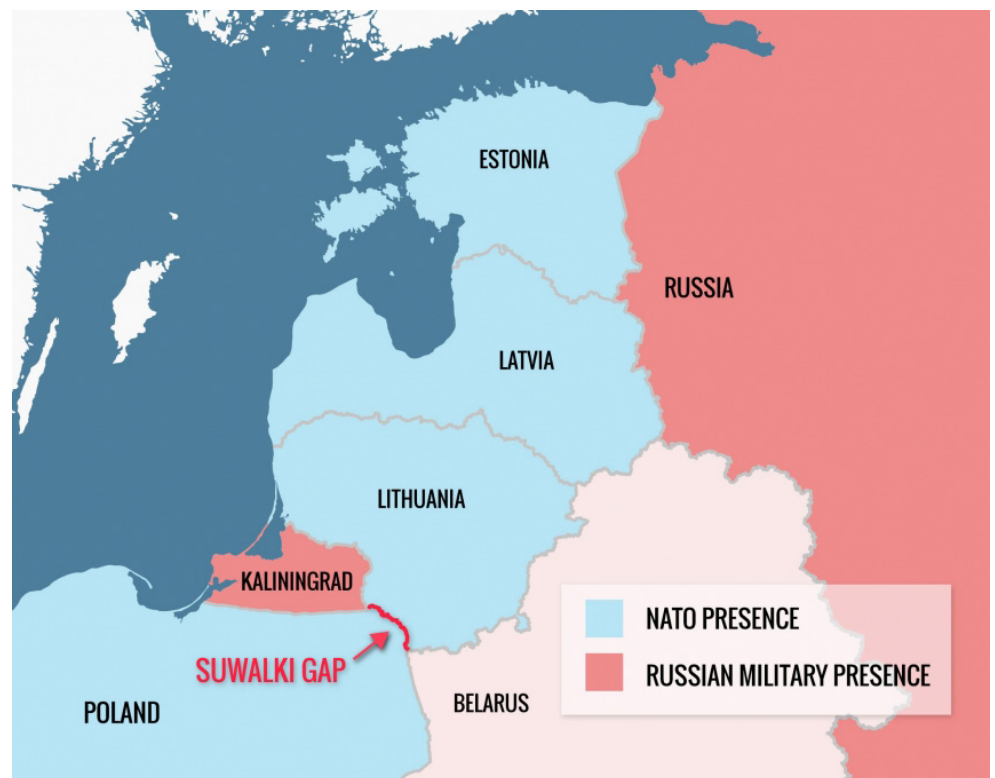 ESTONIA
RUSSIA
LATVIA
LITHUANIA
KALININGRAD
SUWALKI GAP
POLAND
BELARUS
NATO PRESENCE
RUSSIAN MILITARY PRESENCE